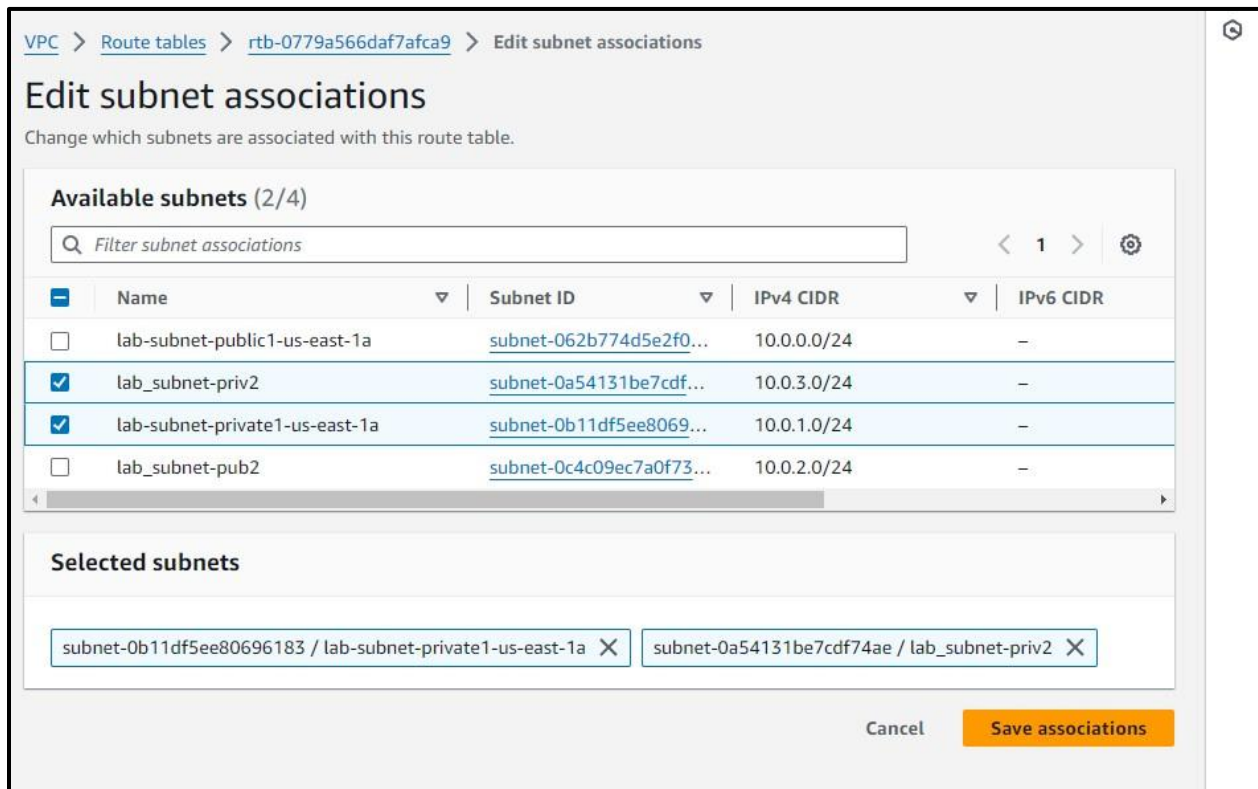 VPC > Route tables > rtb-0779a566daf7afca9 > Edit subnet associations
Edit subnet associations
Change which subnets are associated with this route table.
Available subnets (2/4)
Filter subnet associations
1
Name Subnet ID IPv4 CIDR IPv6 CIDR
lab-subnet-public1-us-east-1a subnet-062b774d5e2f0... 10.0.0.0/24 –
lab_subnet-priv2 subnet-0a54131be7cdf... 10.0.3.0/24 –
lab-subnet-private1-us-east-1a subnet-0b11df5ee8069... 10.0.1.0/24 –
lab_subnet-pub2 subnet-0c4c09ec7a0f73... 10.0.2.0/24 –
Selected subnets
subnet-0b11df5ee80696183 / lab-subnet-private1-us-east-1a subnet-0a54131be7cdf74ae / lab_subnet-priv2
Cancel Save associations